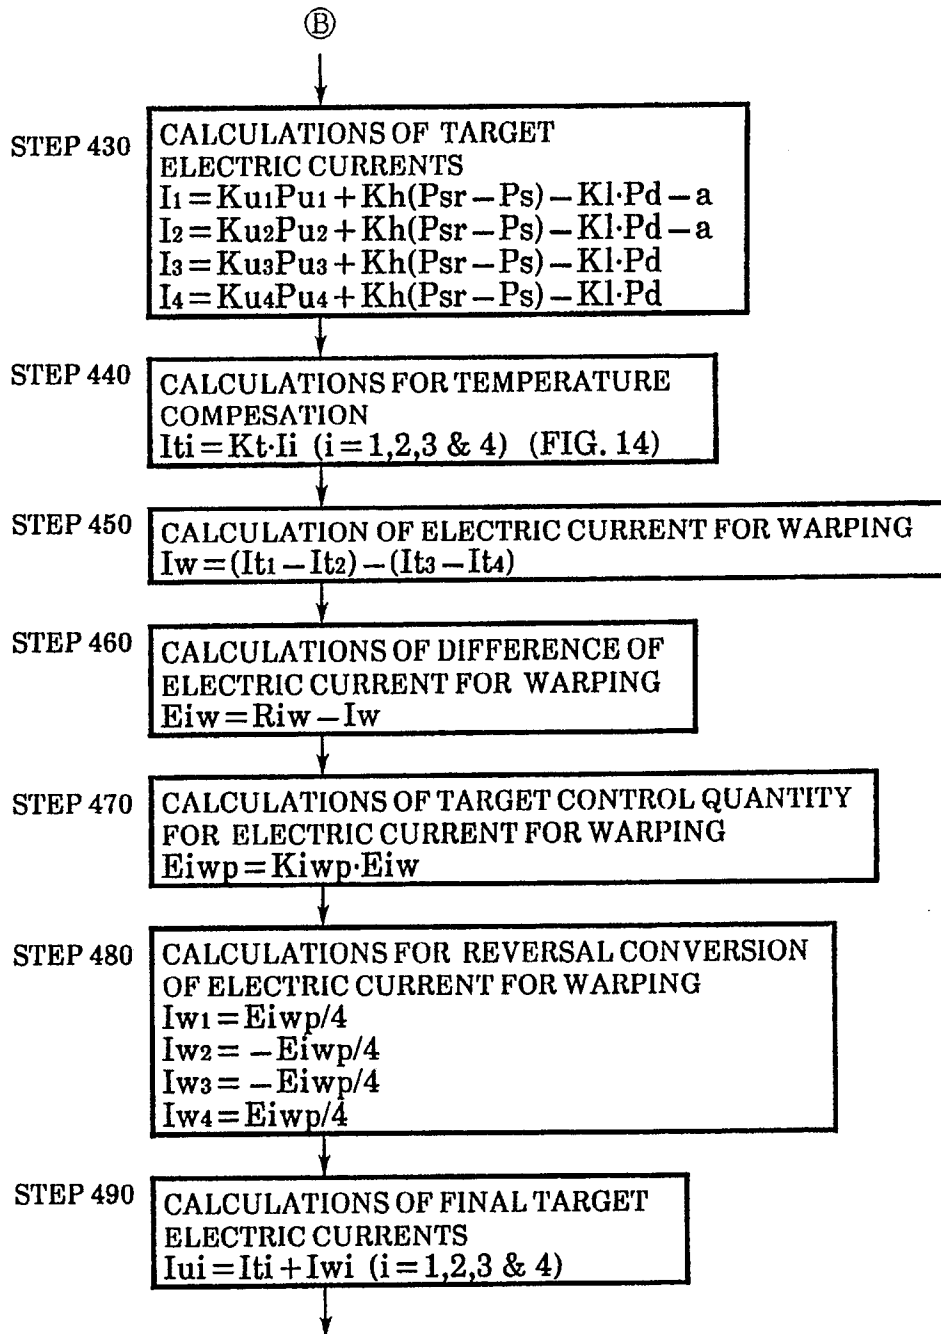 Ⓑ
STEP 430
CALCULATIONS OF TARGET
ELECTRIC CURRENTS
I1=Ku1Pu1+Kh(Psr−Ps)−Kl·Pd−a
I2=Ku2Pu2+Kh(Psr−Ps)−Kl·Pd−a
I3=Ku3Pu3+Kh(Psr−Ps)−Kl·Pd
I4=Ku4Pu4+Kh(Psr−Ps)−Kl·Pd
STEP 440
CALCULATIONS FOR TEMPERATURE
COMPESATION
Iti=Kt·Ii (i=1,2,3 & 4) (FIG. 14)
STEP 450
CALCULATION OF ELECTRIC CURRENT FOR WARPING
Iw=(It1−It2)−(It3−It4)
STEP 460
CALCULATIONS OF DIFFERENCE OF
ELECTRIC CURRENT FOR WARPING
Eiw=Riw−Iw
STEP 470
CALCULATIONS OF TARGET CONTROL QUANTITY
FOR ELECTRIC CURRENT FOR WARPING
Eiwp=Kiwp·Eiw
STEP 480
CALCULATIONS FOR REVERSAL CONVERSION
OF ELECTRIC CURRENT FOR WARPING
Iw1=Eiwp/4
Iw2= −Eiwp/4
Iw3= −Eiwp/4
Iw4=Eiwp/4
STEP 490
CALCULATIONS OF FINAL TARGET
ELECTRIC CURRENTS
Iui=Iti+Iwi (i=1,2,3 & 4)